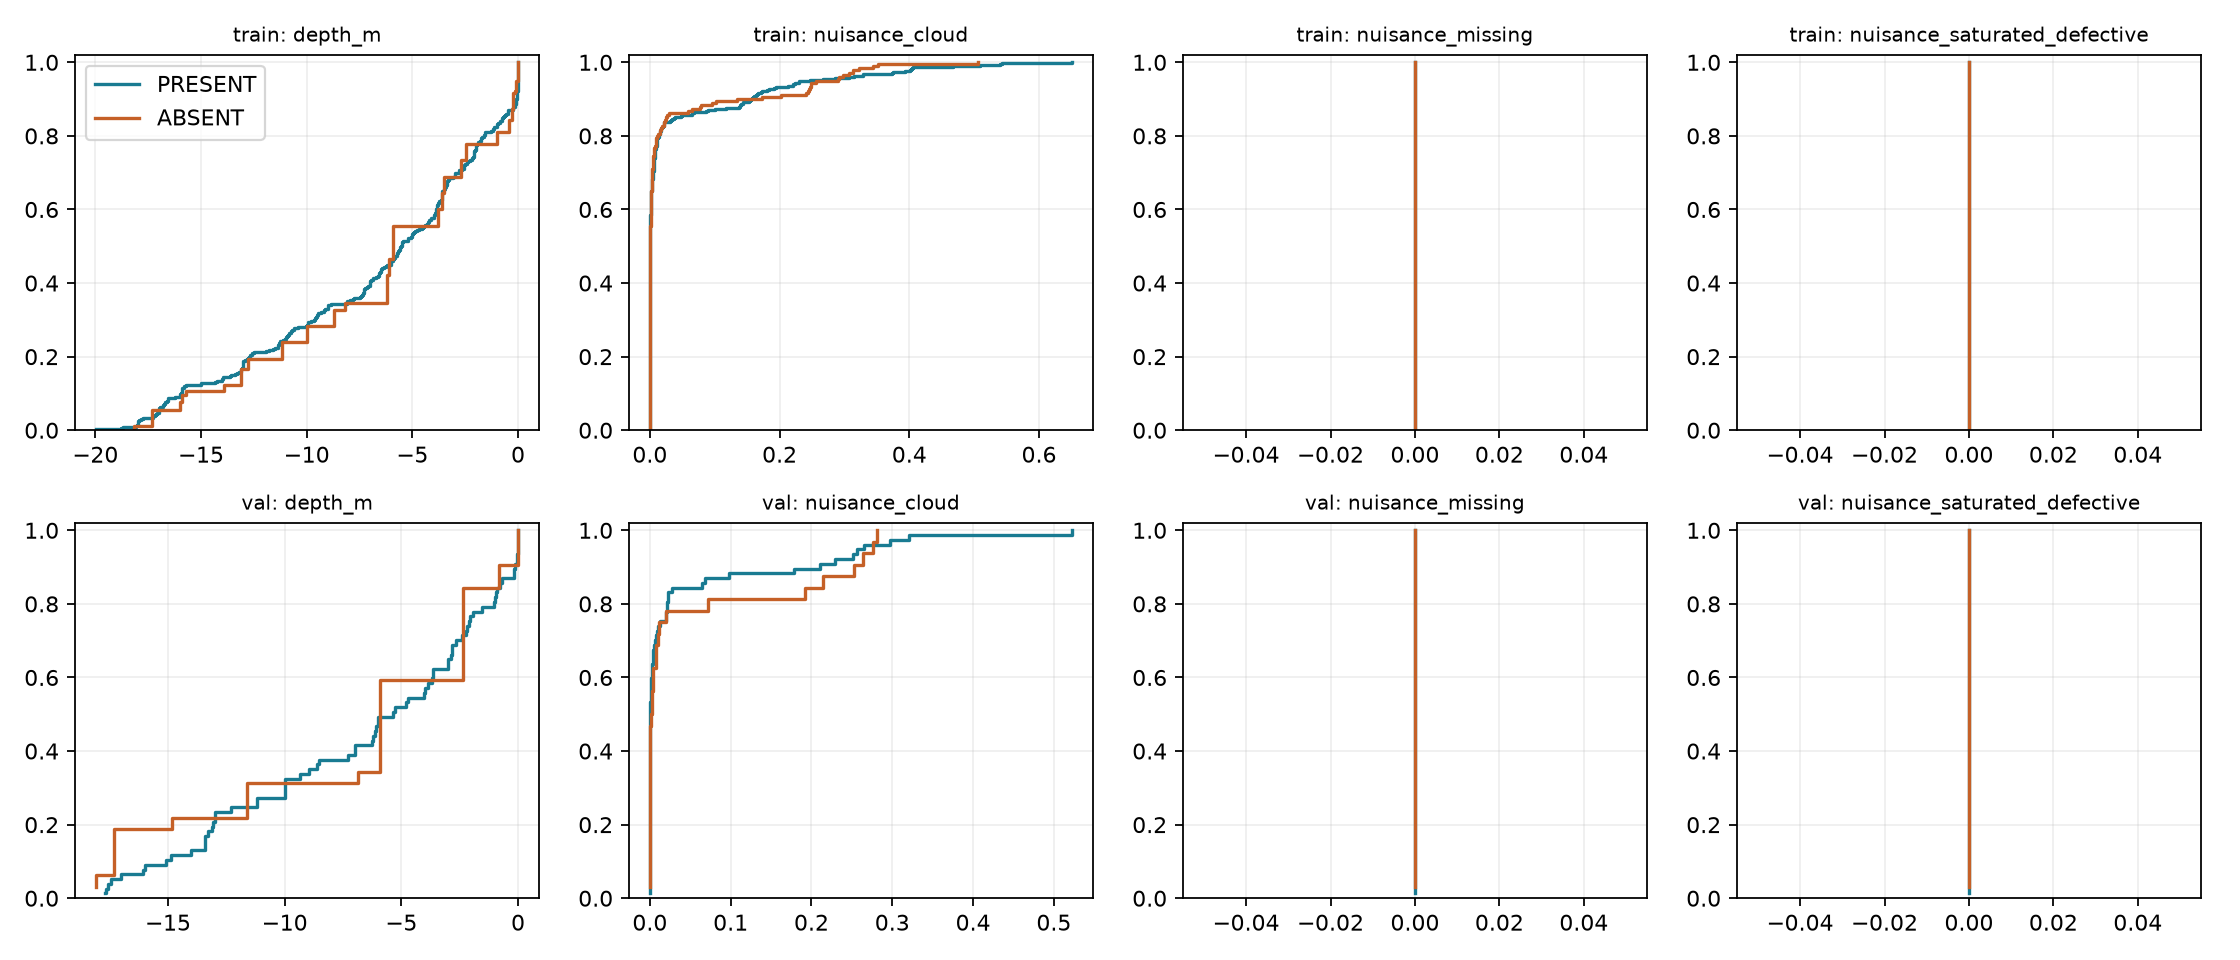 train: depth_m
train: nuisance_cloud
train: nuisance_missing
train: nuisance_saturated_defective
PRESENT
ABSENT
1.0
0.8
0.6
0.4
0.2
0.0
−20 −15 −10 −5 0
1.0
0.8
0.6
0.4
0.2
0.0
0.0 0.2 0.4 0.6
1.0
0.8
0.6
0.4
0.2
0.0
−0.04 −0.02 0.00 0.02 0.04
1.0
0.8
0.6
0.4
0.2
0.0
−0.04 −0.02 0.00 0.02 0.04
val: depth_m
val: nuisance_cloud
val: nuisance_missing
val: nuisance_saturated_defective
1.0
0.8
0.6
0.4
0.2
0.0
−15 −10 −5 0
1.0
0.8
0.6
0.4
0.2
0.0
0.0 0.1 0.2 0.3 0.4 0.5
1.0
0.8
0.6
0.4
0.2
0.0
−0.04 −0.02 0.00 0.02 0.04
1.0
0.8
0.6
0.4
0.2
0.0
−0.04 −0.02 0.00 0.02 0.04